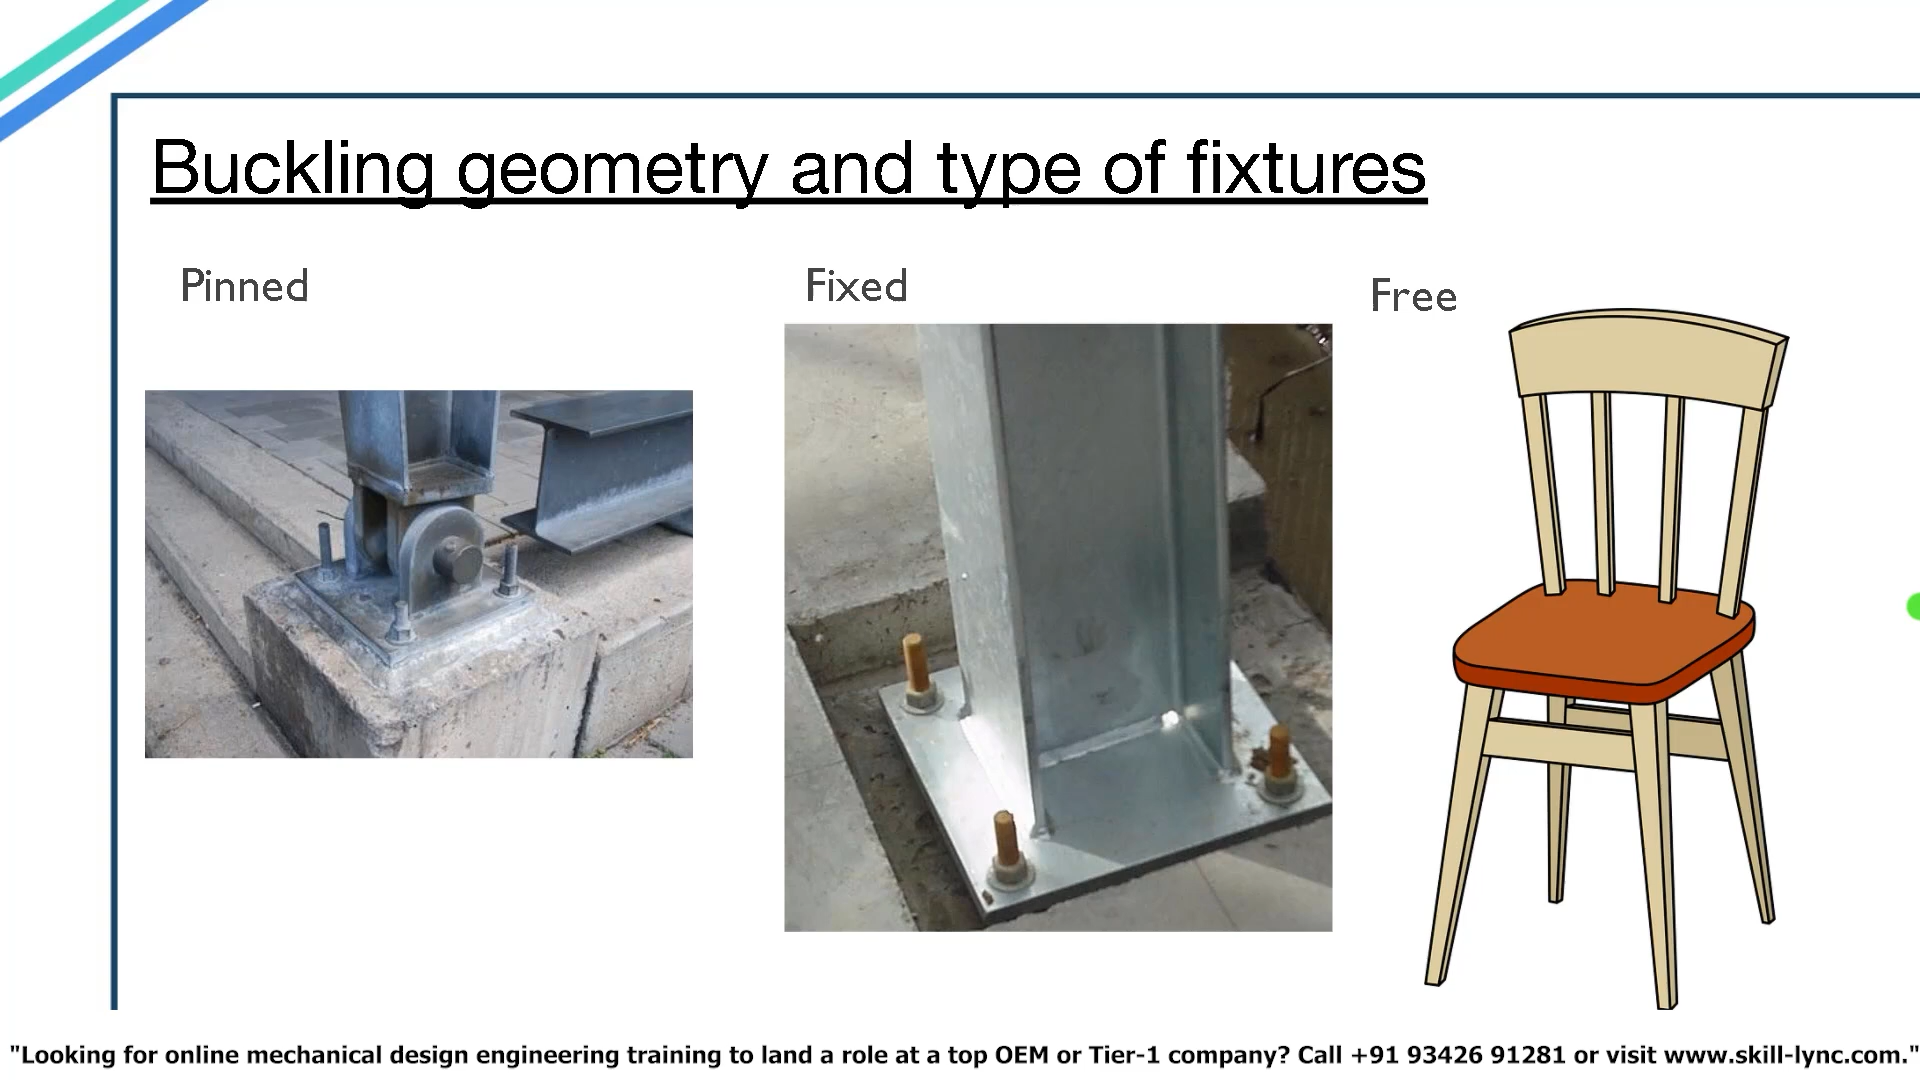 Buckling geometry and type of fixtures
Pinned
Fixed
Free
"Looking for online mechanical design engineering training to land a role at a top OEM or Tier-1 company? Call +91 93426 91281 or visit www.skill-lync.com."